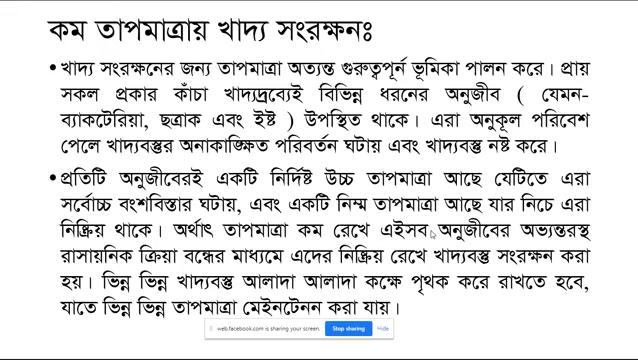 কম তাপমাত্রায় খাদ্য সংরক্ষনঃ
•খাদ্য সংরক্ষনের জন্য তাপমাত্রা অত্যন্ত গুরুত্বপূর্ন ভূমিকা পালন করে। প্রায়
সকল প্রকার কাঁচা খাদ্যদ্রব্যেই বিভিন্ন ধরনের অনুজীব ( যেমন-
ব্যাকটেরিয়া, ছত্রাক এবং ইষ্ট ) উপস্থিত থাকে। এরা অনুকূল পরিবেশ
পেলে খাদ্যবস্তুর অনাকাঙ্ক্ষিত পরিবর্তন ঘটায় এবং খাদ্যবস্তু নষ্ট করে।
•প্রতিটি অনুজীবেরই একটি নির্দিষ্ট উচ্চ তাপমাত্রা আছে যেটিতে এরা
সর্বোচ্চ বংশবিস্তার ঘটায়, এবং একটি নিম্ম তাপমাত্রা আছে যার নিচে এরা
নিষ্ক্রিয় থাকে। অর্থাৎ তাপমাত্রা কম রেখে এইসব অনুজীবের অভ্যন্তরস্থ
রাসায়নিক ক্রিয়া বন্ধের মাধ্যমে এদের নিষ্ক্রিয় রেখে খাদ্যবস্তু সংরক্ষন করা
হয়। ভিন্ন ভিন্ন খাদ্যবস্তু আলাদা আলাদা কক্ষে পৃথক করে রাখতে হবে,
যাতে ভিন্ন ভিন্ন তাপমাত্রা মেইনটেনন করা যায়।
web.facebook.com is sharing your screen. Stop sharing Hide